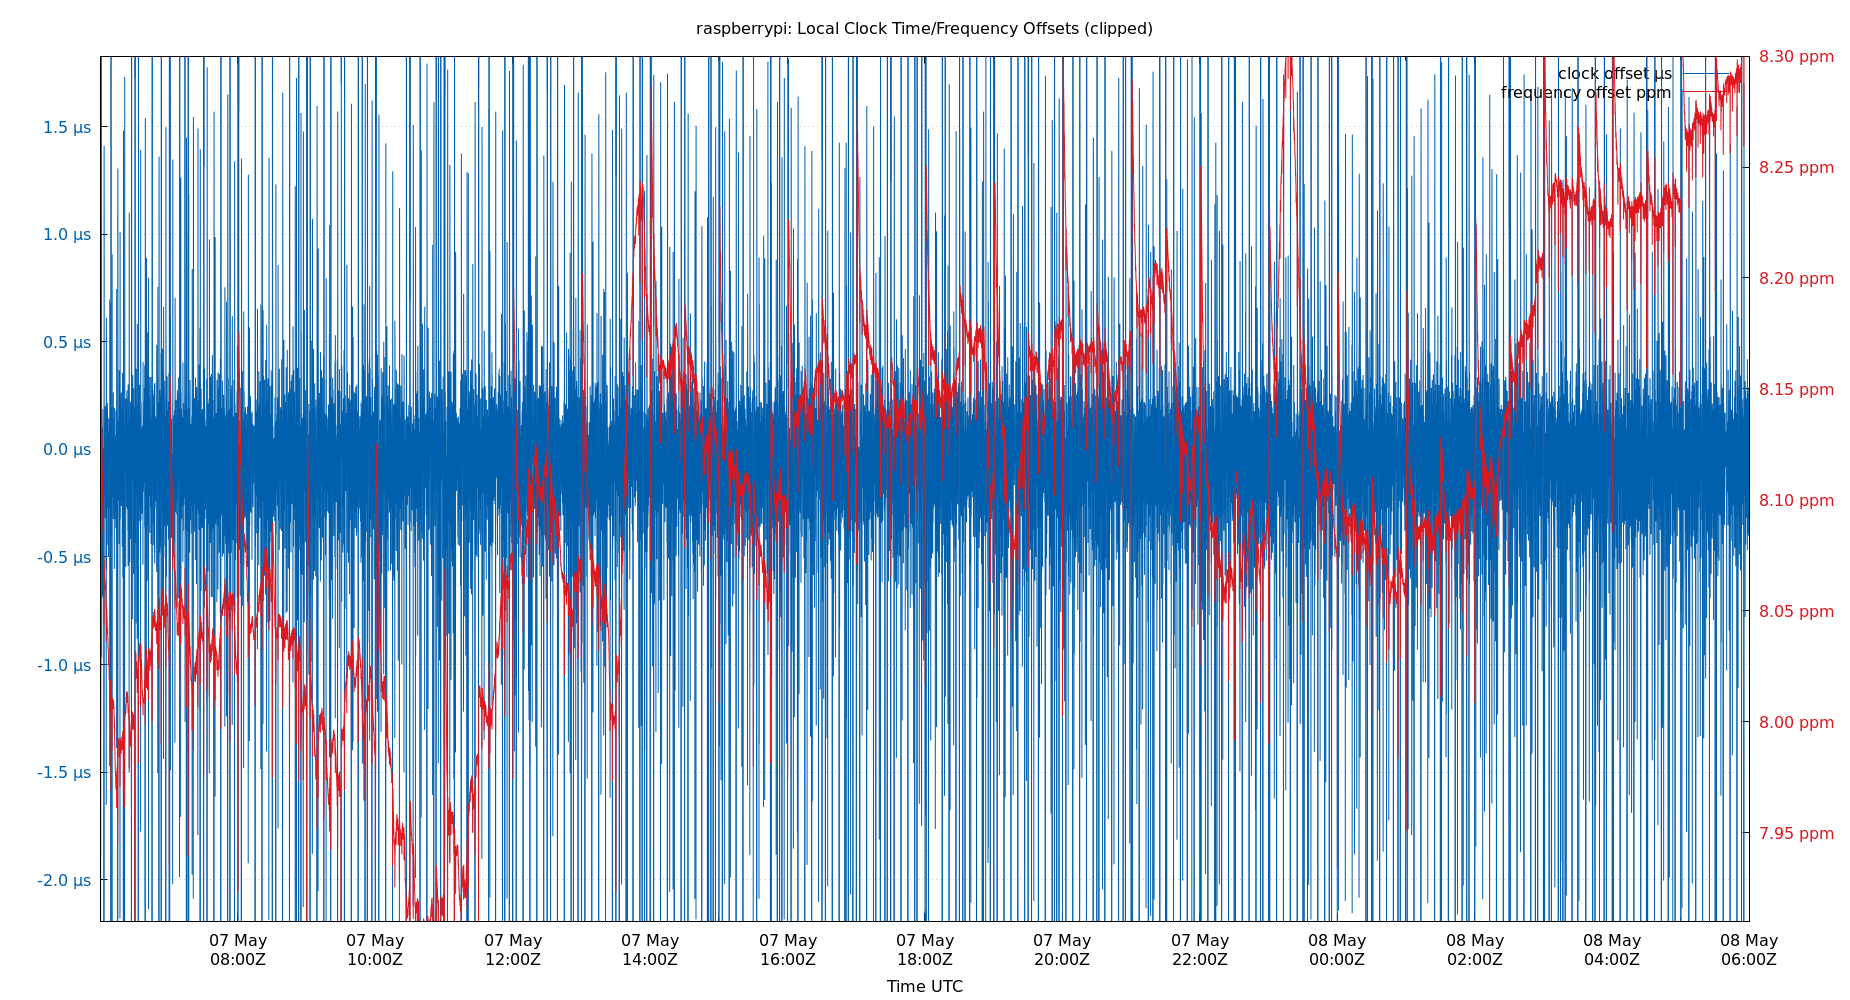 raspberrypi: Local Clock Time/Frequency Offsets (clipped)
8.30 ppm
clock offset µs
frequency offset ppm
1.5 µs
8.25 ppm
1.0 µs
8.20 ppm
0.5 µs
8.15 ppm
0.0 µs
8.10 ppm
-0.5 µs
8.05 ppm
-1.0 µs
8.00 ppm
-1.5 µs
7.95 ppm
-2.0 µs
07 May 07 May 07 May 07 May 07 May 07 May 07 May 07 May 08 May 08 May 08 May 08 May
08:00Z 10:00Z 12:00Z 14:00Z 16:00Z 18:00Z 20:00Z 22:00Z 00:00Z 02:00Z 04:00Z 06:00Z
Time UTC